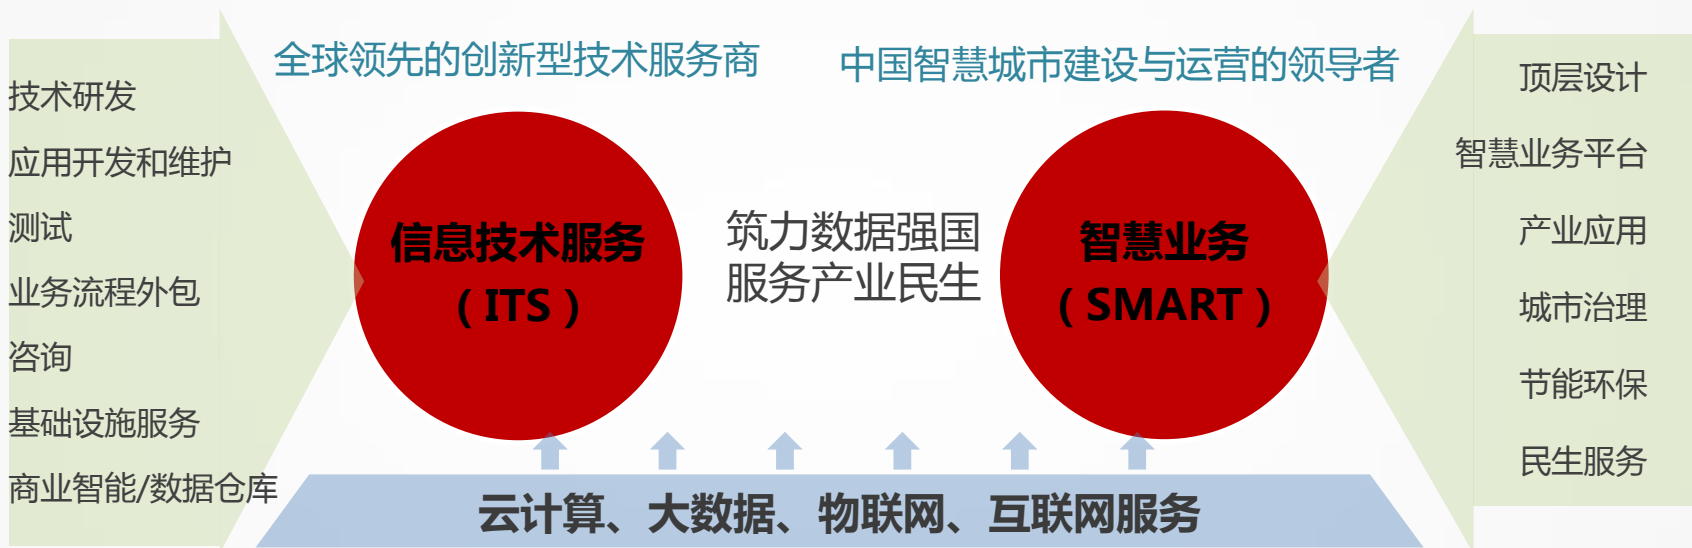 全球领先的创新型技术服务商
中国智慧城市建设与运营的领导者
技术研发
应用开发和维护
测试
业务流程外包
咨询
基础设施服务
商业智能/数据仓库
信息技术服务
（ITS）
筑力数据强国
服务产业民生
智慧业务
（SMART）
顶层设计
智慧业务平台
产业应用
城市治理
节能环保
民生服务
云计算、大数据、物联网、互联网服务